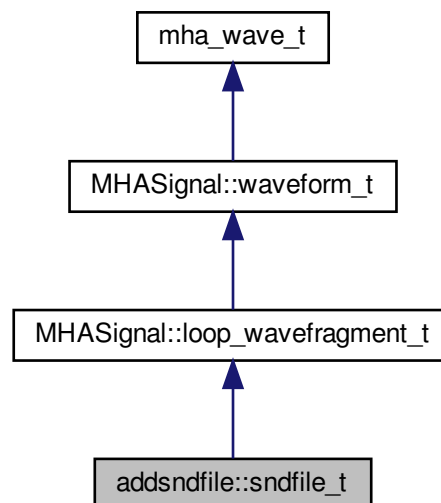 mha_wave_t
MHASignal::waveform_t
MHASignal::loop_wavefragment_t
addsndfile::sndfile_t